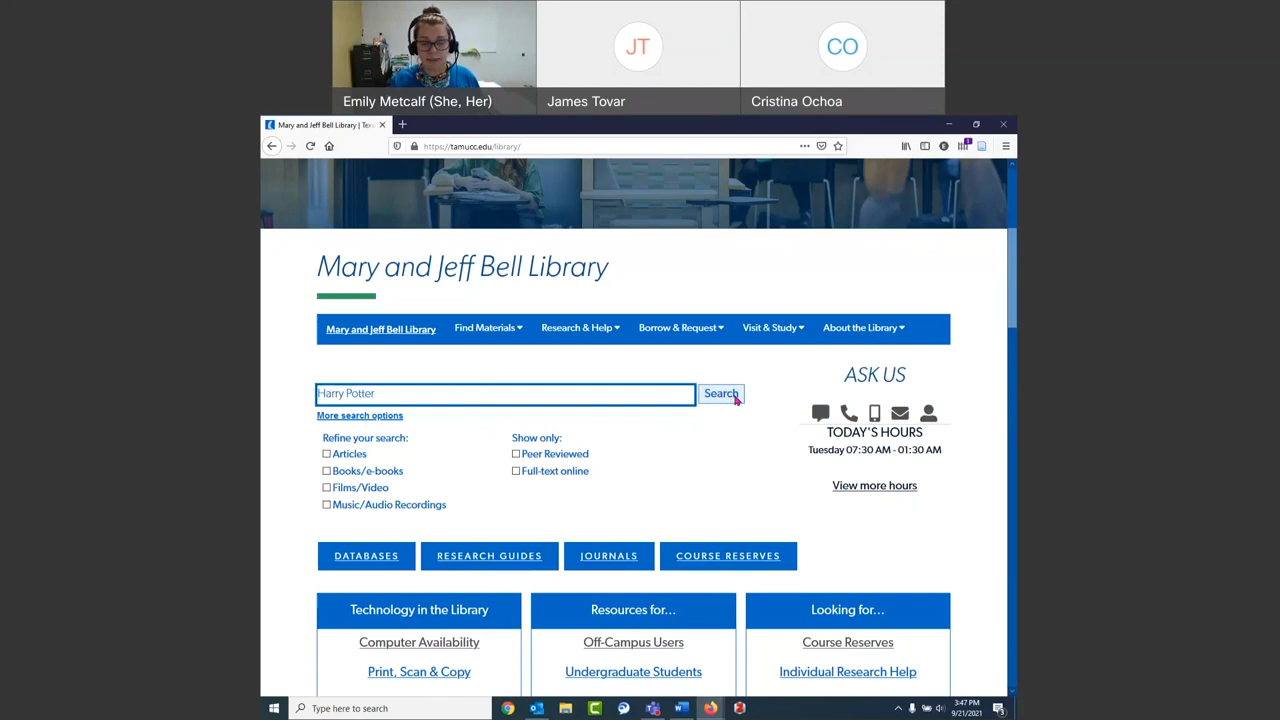 JT
CO
Emily Metcalf (She, Her)
James Tovar
Cristina Ochoa
Mary and Jeff Bell Library | Tex
https://tamucc.edu/library/
Mary and Jeff Bell Library
Mary and Jeff Bell Library
Find Materials
Research & Help
Borrow & Request
Visit & Study
About the Library
Harry Potter
Search
More search options
Refine your search:
Articles
Books/e-books
Films/Video
Music/Audio Recordings
Show only:
Peer Reviewed
Full-text online
ASK US
TODAY'S HOURS
Tuesday 07:30 AM - 01:30 AM
View more hours
DATABASES
RESEARCH GUIDES
JOURNALS
COURSE RESERVES
Technology in the Library
Computer Availability
Print, Scan & Copy
Resources for...
Off-Campus Users
Undergraduate Students
Looking for...
Course Reserves
Individual Research Help
Type here to search
3:47 PM
9/21/2021